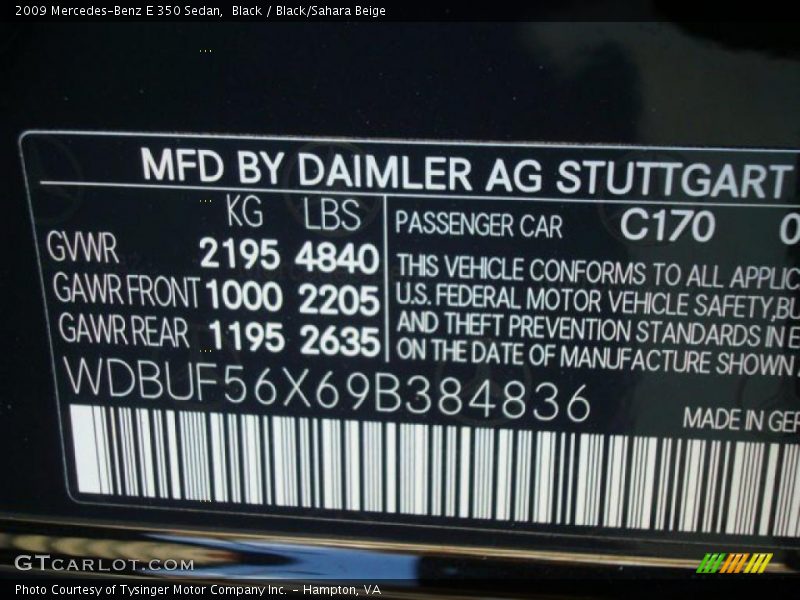 2009 Mercedes-Benz E 350 Sedan,  Black / Black/Sahara Beige
MFD BY DAIMLER AG STUTTGART
KG LBS
GVWR 2195 4840
GAWR FRONT 1000 2205
GAWR REAR 1195 2635
PASSENGER CAR C170 0
THIS VEHICLE CONFORMS TO ALL APPLIC
U.S. FEDERAL MOTOR VEHICLE SAFETY, BU
AND THEFT PREVENTION STANDARDS IN E
ON THE DATE OF MANUFACTURE SHOWN
WDBUF56X69B384836
MADE IN GER
GTCARLOT.COM
Photo Courtesy of Tysinger Motor Company Inc. - Hampton, VA